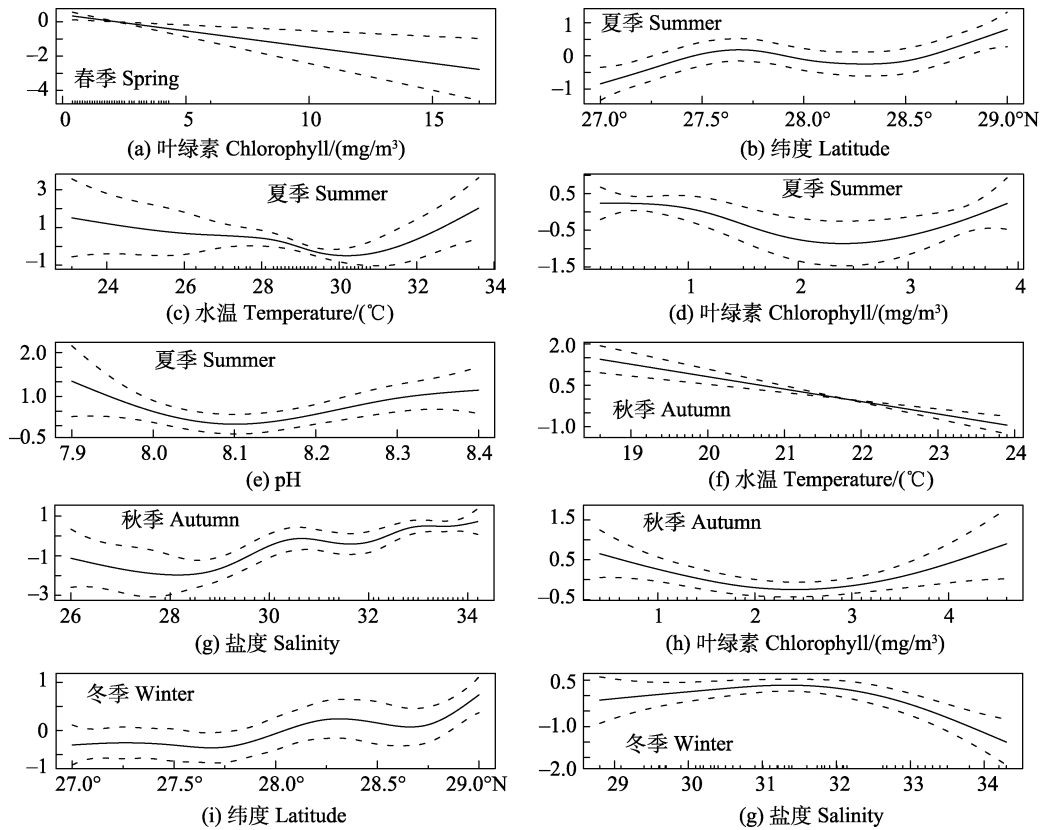 0
−2
−4
春季 Spring
0 5 10 15
(a) 叶绿素 Chlorophyll/(mg/m³)
1
0
−1
夏季 Summer
27.0° 27.5° 28.0° 28.5° 29.0°N
(b) 纬度 Latitude
3
1
−1
夏季 Summer
24 26 28 30 32 34
(c) 水温 Temperature/(℃)
0.5
−0.5
−1.5
夏季 Summer
1 2 3 4
(d) 叶绿素 Chlorophyll/(mg/m³)
2.0
1.0
−0.5
夏季 Summer
7.9 8.0 8.1 8.2 8.3 8.4
(e) pH
2.0
0.5
−1.0
秋季 Autumn
19 20 21 22 23 24
(f) 水温 Temperature/(℃)
1
−1
−3
秋季 Autumn
26 28 30 32 34
(g) 盐度 Salinity
1.5
0.5
−0.5
秋季 Autumn
1 2 3 4
(h) 叶绿素 Chlorophyll/(mg/m³)
1
0
−1
冬季 Winter
27.0° 27.5° 28.0° 28.5° 29.0°N
(i) 纬度 Latitude
0.5
−1.0
−2.0
冬季 Winter
29 30 31 32 33 34
(g) 盐度 Salinity